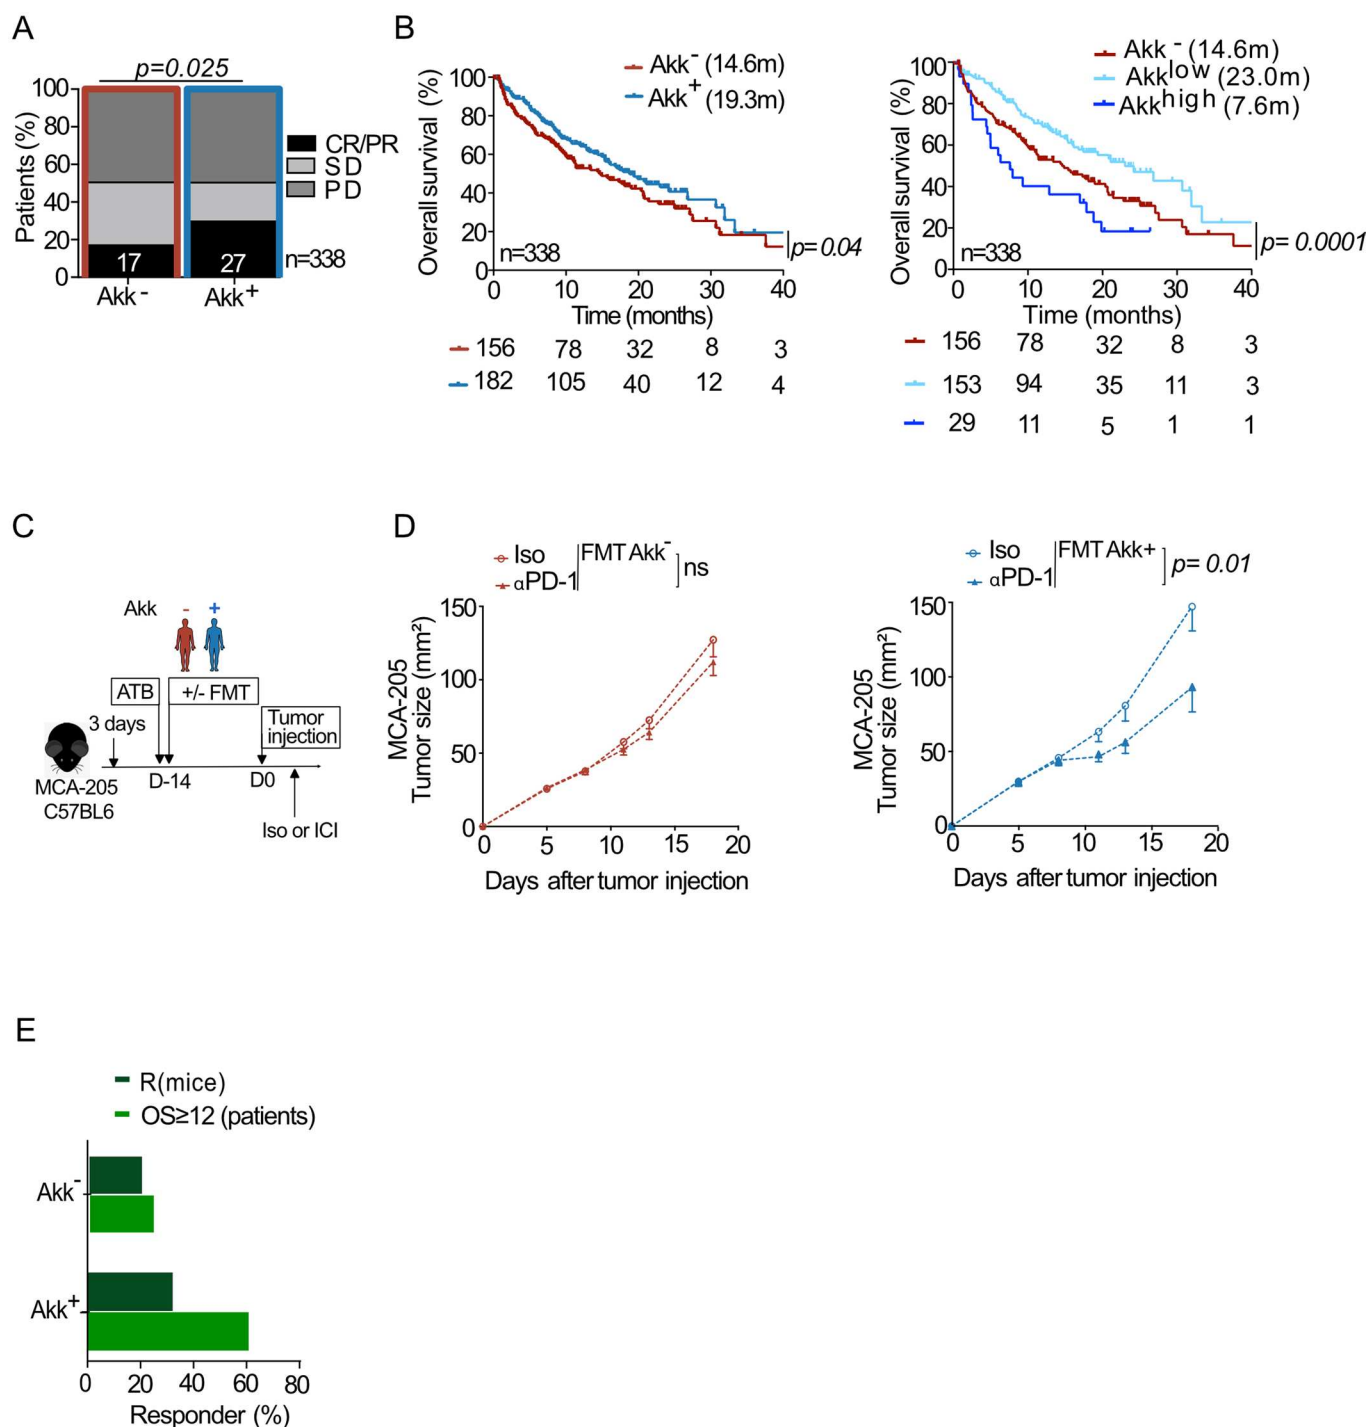 A
p=0.025
100
80
60
40
20
0
Patients (%)
17
27
Akk-
Akk+
CR/PR
SD
PD
n=338
B
Akk- (14.6m)
Akk+ (19.3m)
100
80
60
40
20
0
Overall survival (%)
n=338
p=0.04
0 10 20 30 40
Time (months)
156 78 32 8 3
182 105 40 12 4
Akk- (14.6m)
Akklow (23.0m)
Akkhigh (7.6m)
100
80
60
40
20
0
Overall survival (%)
n=338
p= 0.0001
0 10 20 30 40
Time (months)
156 78 32 8 3
153 94 35 11 3
29 11 5 1 1
C
Akk - +
ATB
+/- FMT
3 days
Tumor
injection
MCA-205
C57BL6
D-14
D0
Iso or ICI
D
Iso
αPD-1
FMT Akk-
ns
150
100
50
0
MCA-205
Tumor size (mm²)
0 5 10 15 20
Days after tumor injection
Iso
αPD-1
FMT Akk+
p= 0.01
150
100
50
0
MCA-205
Tumor size (mm²)
0 5 10 15 20
Days after tumor injection
E
R(mice)
OS≥12 (patients)
Akk-
Akk+
0 20 40 60 80
Responder (%)